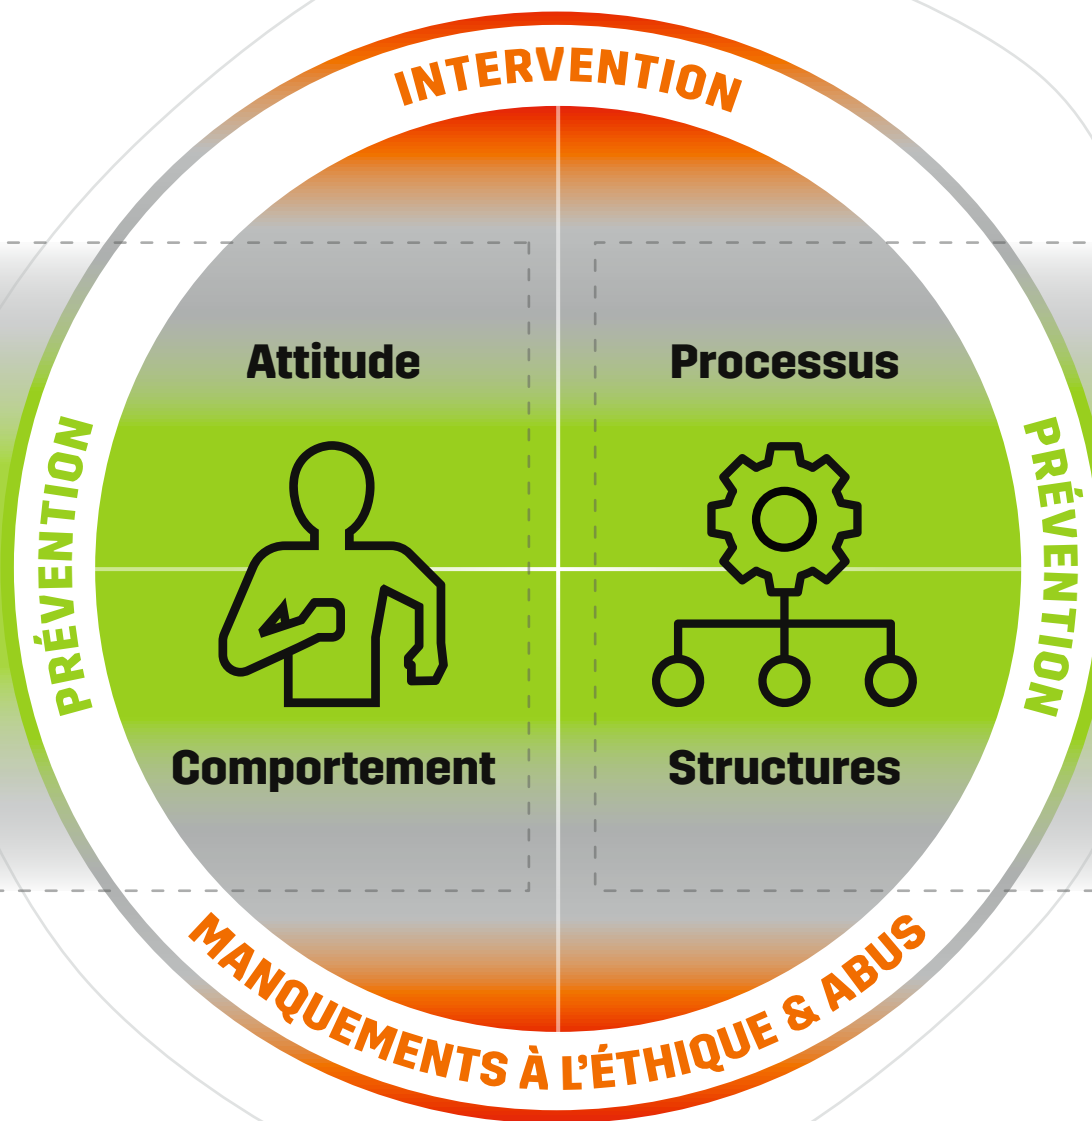 INTERVENTION
Attitude
Processus
PRÉVENTION
PRÉVENTION
Comportement
Structures
MANQUEMENTS À L'ÉTHIQUE & ABUS